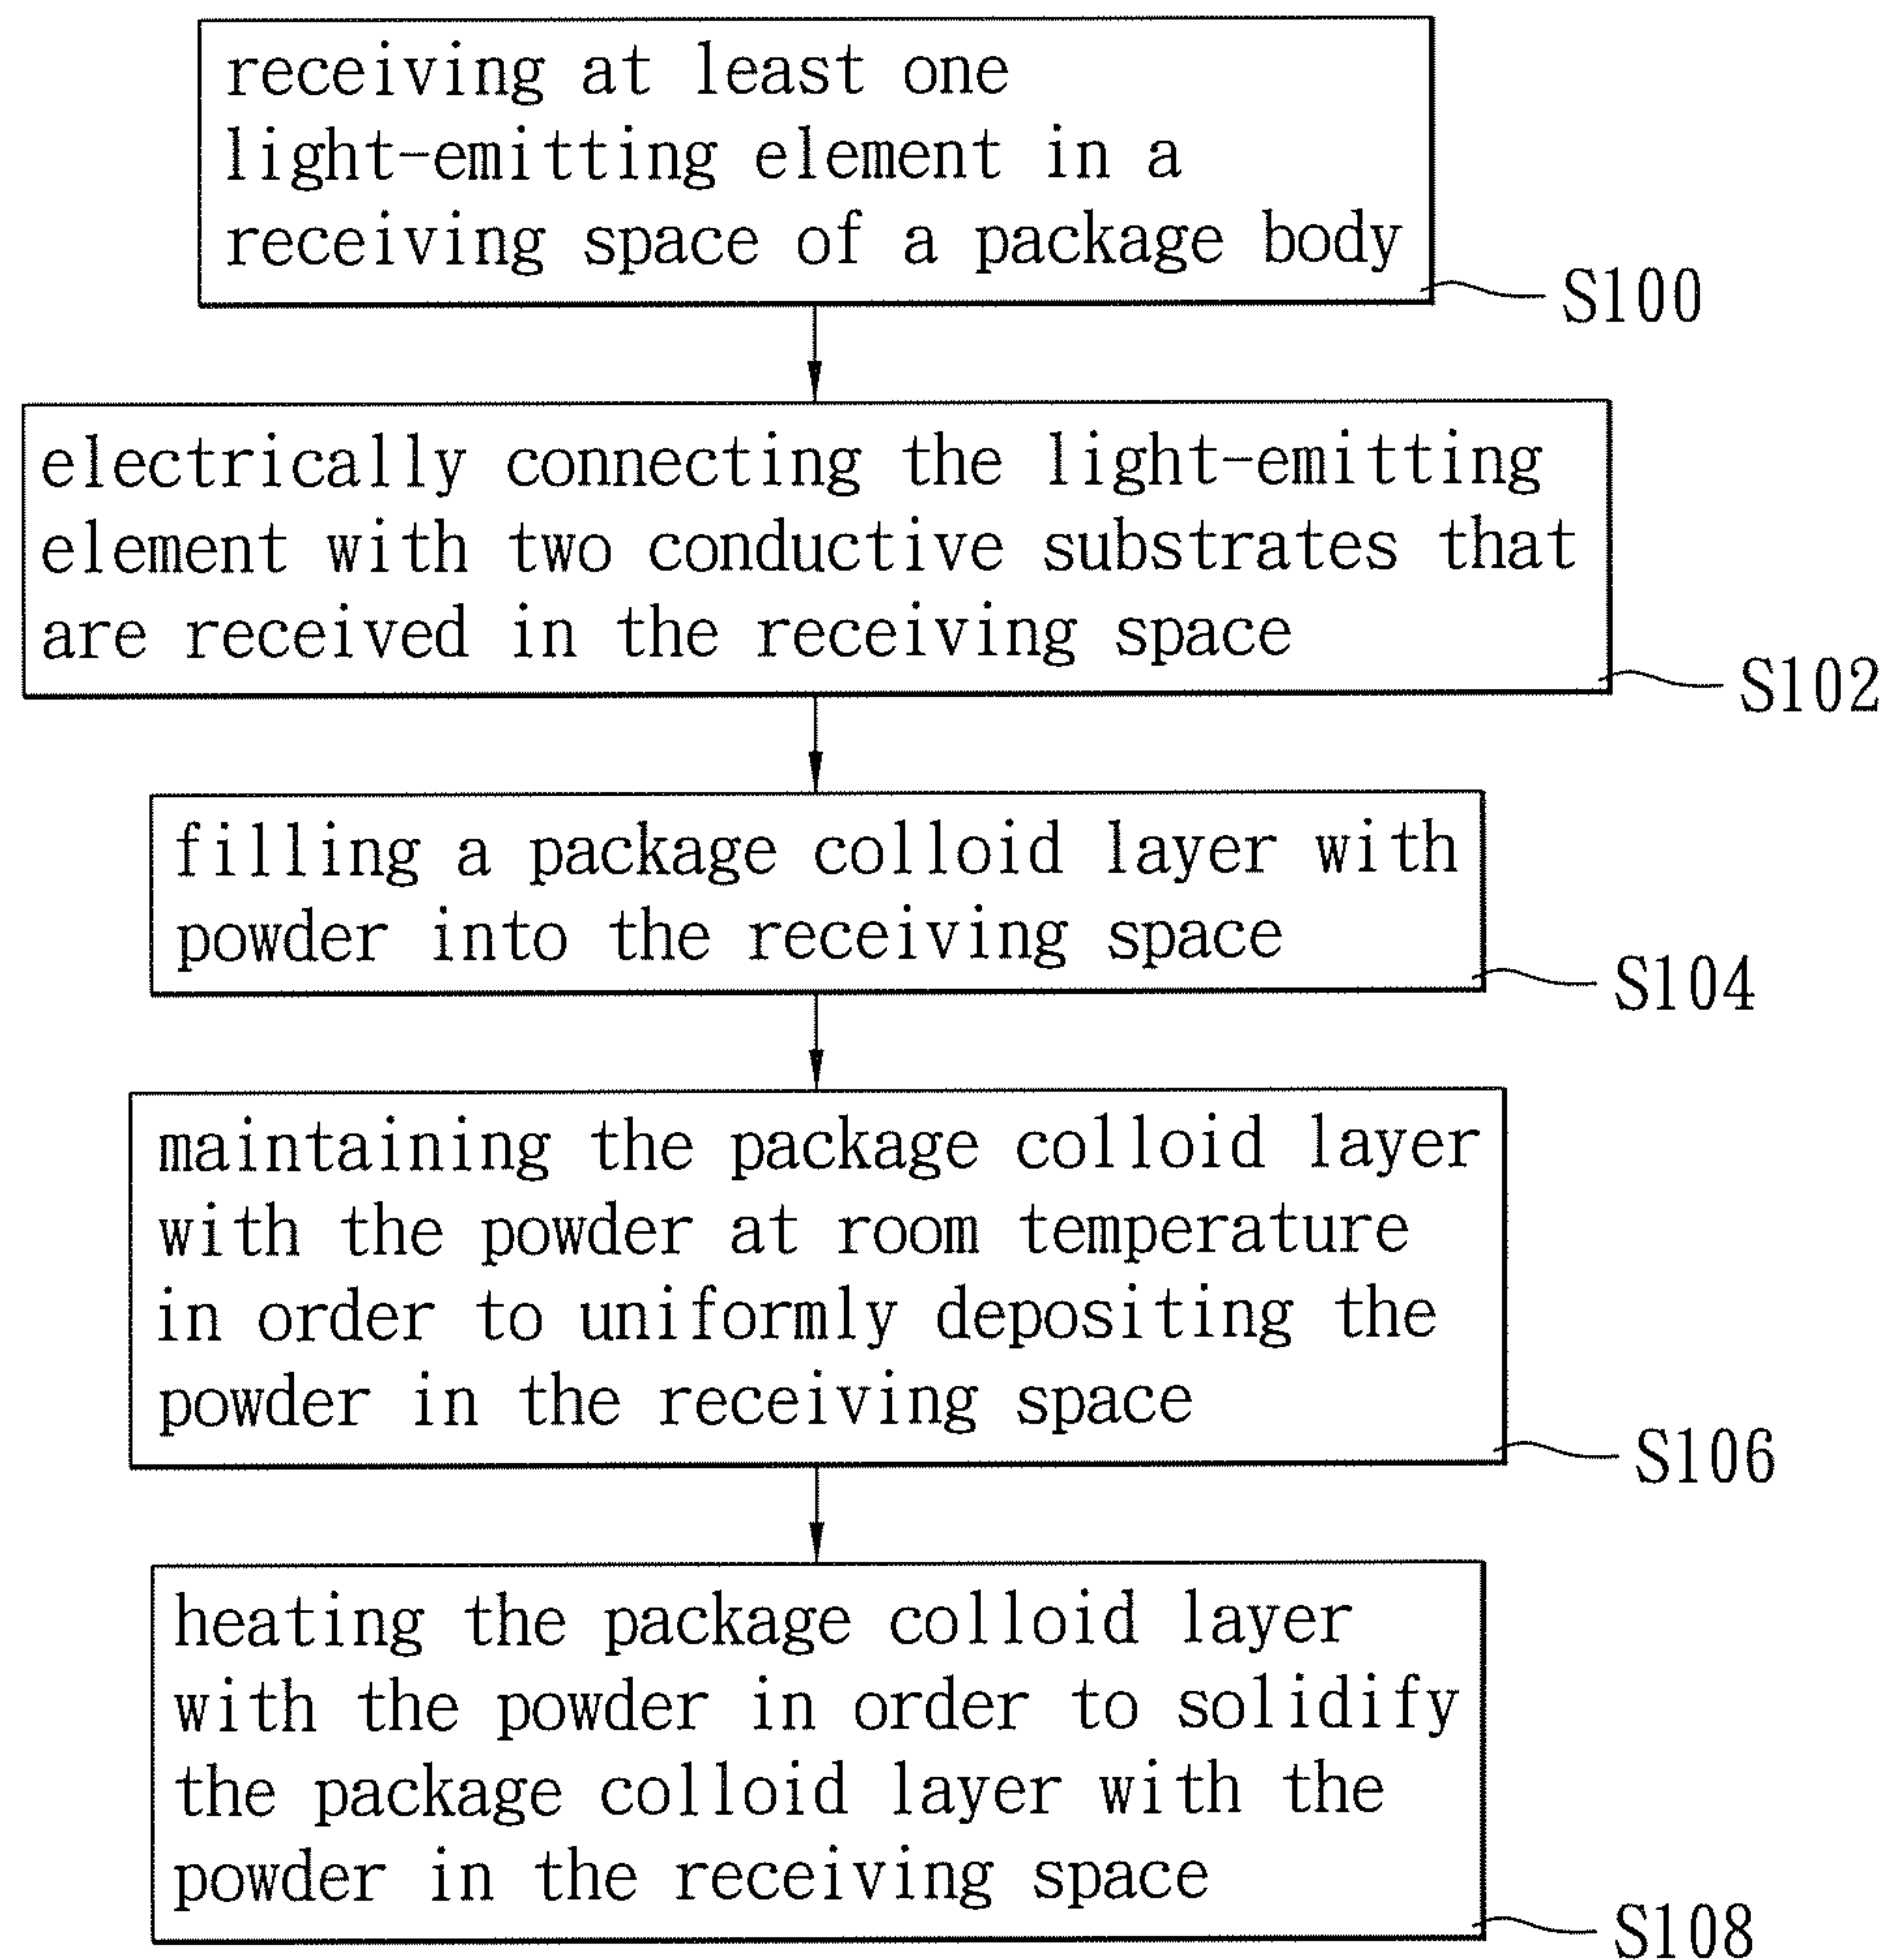 receiving at least one
light-emitting element in a
receiving space of a package body
S100
electrically connecting the light-emitting
element with two conductive substrates that
are received in the receiving space
S102
filling a package colloid layer with
powder into the receiving space
S104
maintaining the package colloid layer
with the powder at room temperature
in order to uniformly depositing the
powder in the receiving space
S106
heating the package colloid layer
with the powder in order to solidify
the package colloid layer with the
powder in the receiving space
S108